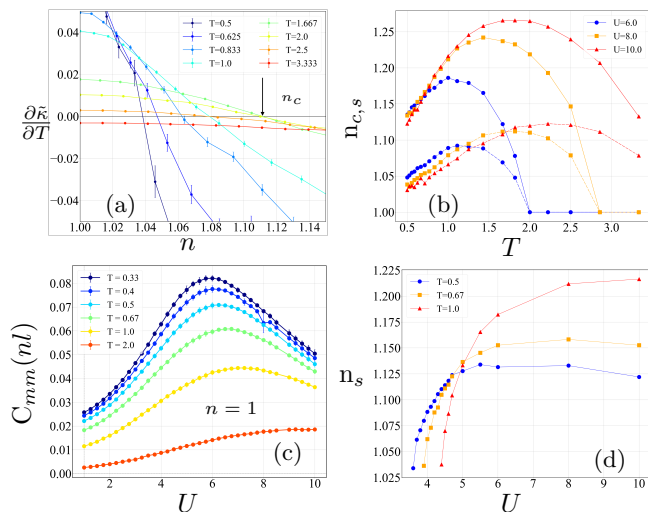 T=0.5
T=0.625
T=0.833
T=1.0
T=1.667
T=2.0
T=2.5
T=3.333
0.04
0.02
0.00
−0.02
−0.04
∂κ̃
∂T
n_c
(a)
1.00 1.02 1.04 1.06 1.08 1.10 1.12 1.14
n
U=6.0
U=8.0
U=10.0
1.25
1.20
1.15
1.10
1.05
1.00
n_{c,s}
(b)
0.5 1.0 1.5 2.0 2.5 3.0
T
T = 0.33
T = 0.4
T = 0.5
T = 0.67
T = 1.0
T = 2.0
0.08
0.07
0.06
0.05
0.04
0.03
0.02
0.01
0.00
C_{mm}(nl)
n = 1
(c)
2 4 6 8 10
U
T=0.5
T=0.67
T=1.0
1.225
1.200
1.175
1.150
1.125
1.100
1.075
1.050
1.025
n_s
(d)
4 5 6 7 8 9 10
U